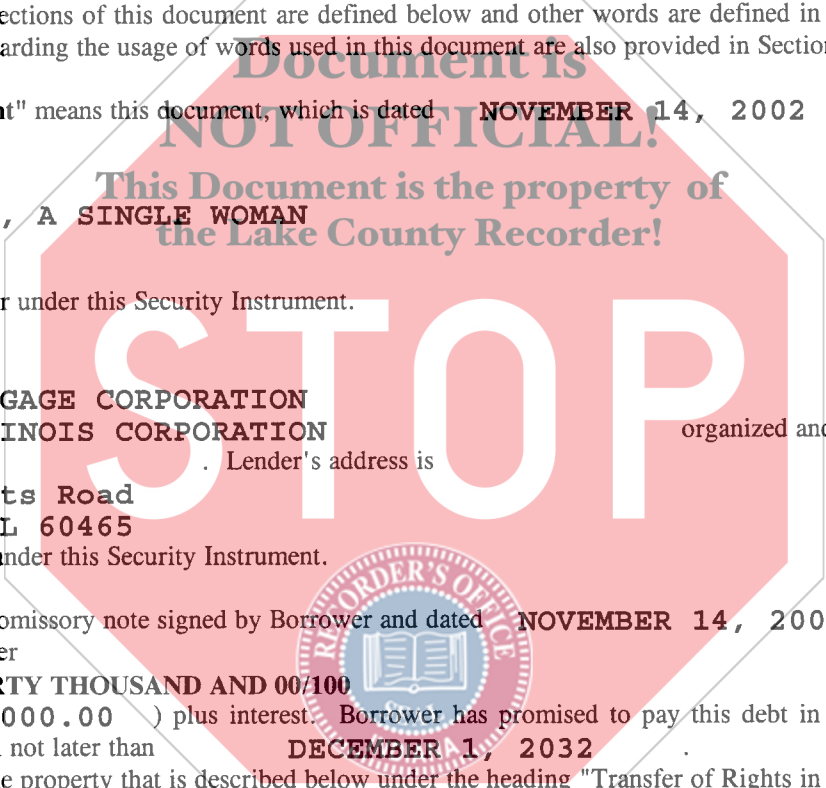 ections of this document are defined below and other words are defined in
arding the usage of words used in this document are also provided in Section
Document is
nt" means this document, which is dated NOVEMBER 14, 2002
NOT OFFICIAL!
This Document is the property of
, A SINGLE WOMAN
the Lake County Recorder!
r under this Security Instrument.
STOP
GAGE CORPORATION
INOIS CORPORATION organized and
. Lender's address is
ts Road
L 60465
under this Security Instrument.
RECORDER'S OFFICE
omissory note signed by Borrower and dated NOVEMBER 14, 200
er
RTY THOUSAND AND 00/100
000.00 ) plus interest. Borrower has promised to pay this debt in
not later than DECEMBER 1, 2032 .
e property that is described below under the heading "Transfer of Rights in